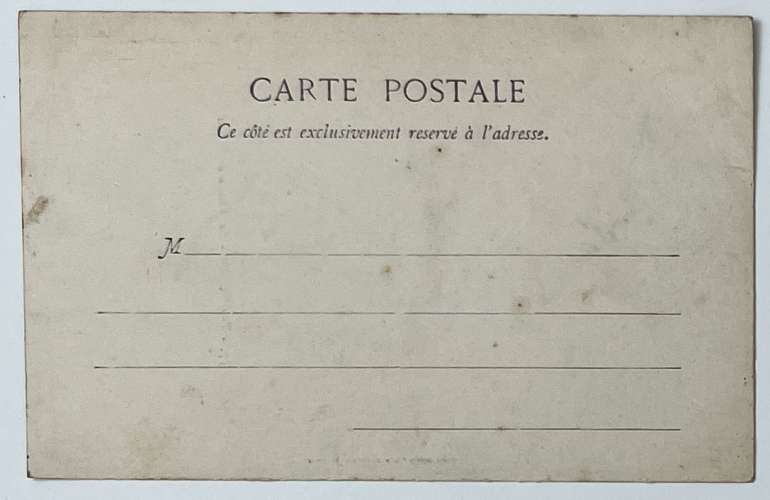 CARTE POSTALE
Ce côté est exclusivement reservé à l'adresse.
M